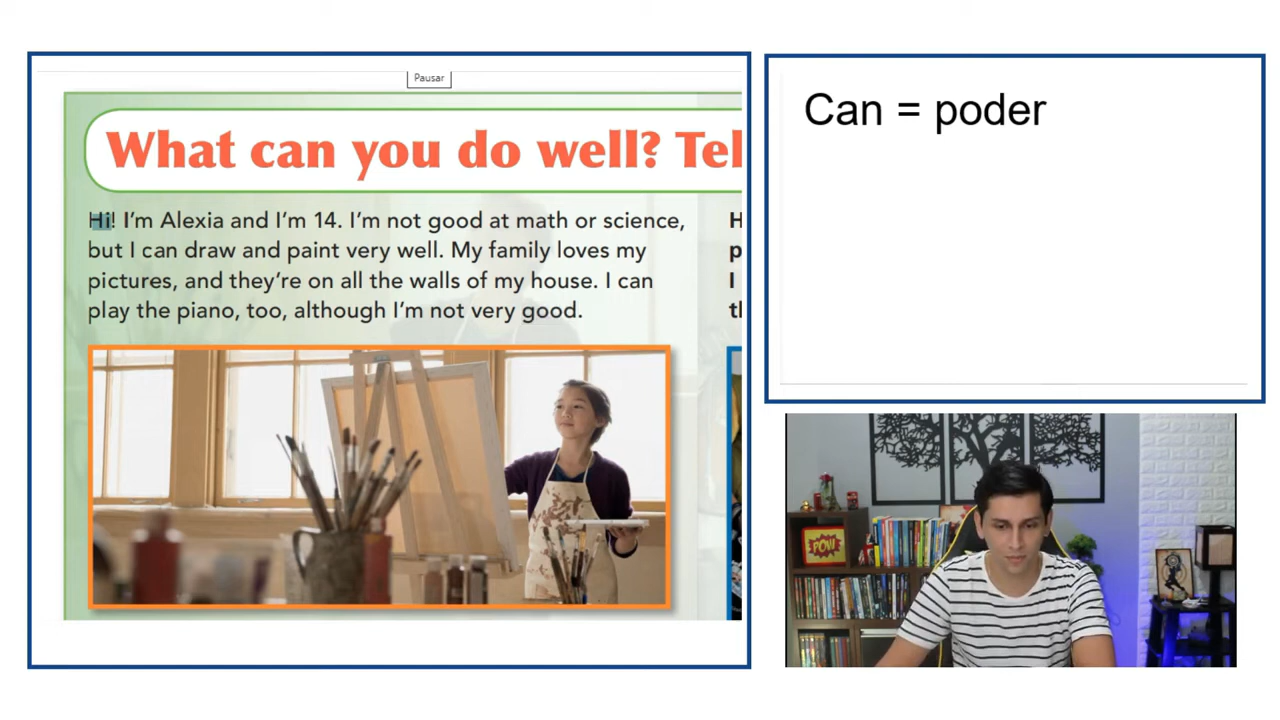 Pausar
What can you do well? Tel
Hi! I'm Alexia and I'm 14. I'm not good at math or science,
but I can draw and paint very well. My family loves my
pictures, and they're on all the walls of my house. I can
play the piano, too, although I'm not very good.
H
p
I
th
Can = poder
POW!